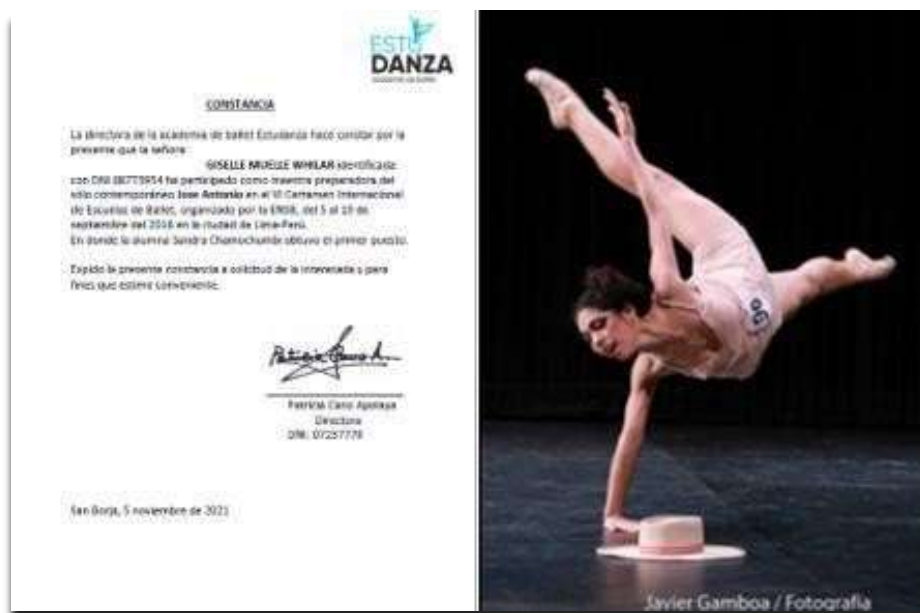 ESTU
DANZA
CONSTANCIA
La directora de la academia de ballet Estudanza hace constar por la
presente que la señora:
GISELLE MUELLE WHILAR identificada
con DNI ha participado como maestra preparadora del
sólo contemporáneo Jose Antonio en el VI Certamen Internacional
de Escuelas de Ballet, organizado por la ENSB, del 5 al 10 de
septiembre del 2016 en la ciudad de Lima-Perú.
En donde la alumna Sandra Chamochumbi obtuvo el primer puesto.
Expido la presente constancia a solicitud de la interesada y para
fines que estime conveniente.
Patricia Cano Apolaya
Directora
DNI: 07257778
San Borja, 5 noviembre de 2021
Javier Gamboa / Fotografia